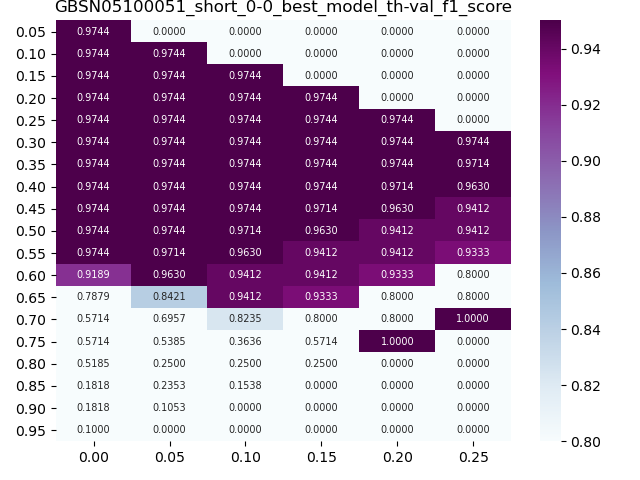 GBSN05100051_short_0-0_best_model_th-val_f1_score
0.05 0.9744 0.0000 0.0000 0.0000 0.0000 0.0000
0.10 0.9744 0.9744 0.0000 0.0000 0.0000 0.0000
0.15 0.9744 0.9744 0.9744 0.0000 0.0000 0.0000
0.20 0.9744 0.9744 0.9744 0.9744 0.0000 0.0000
0.25 0.9744 0.9744 0.9744 0.9744 0.9744 0.0000
0.30 0.9744 0.9744 0.9744 0.9744 0.9744 0.9744
0.35 0.9744 0.9744 0.9744 0.9744 0.9744 0.9714
0.40 0.9744 0.9744 0.9744 0.9744 0.9714 0.9630
0.45 0.9744 0.9744 0.9744 0.9714 0.9630 0.9412
0.50 0.9744 0.9744 0.9714 0.9630 0.9412 0.9412
0.55 0.9744 0.9714 0.9630 0.9412 0.9412 0.9333
0.60 0.9189 0.9630 0.9412 0.9412 0.9333 0.8000
0.65 0.7879 0.8421 0.9412 0.9333 0.8000 0.8000
0.70 0.5714 0.6957 0.8235 0.8000 0.8000 1.0000
0.75 0.5714 0.5385 0.3636 0.5714 1.0000 0.0000
0.80 0.5185 0.2500 0.2500 0.2500 0.0000 0.0000
0.85 0.1818 0.2353 0.1538 0.0000 0.0000 0.0000
0.90 0.1818 0.1053 0.0000 0.0000 0.0000 0.0000
0.95 0.1000 0.0000 0.0000 0.0000 0.0000 0.0000
0.00 0.05 0.10 0.15 0.20 0.25
0.94
0.92
0.90
0.88
0.86
0.84
0.82
0.80